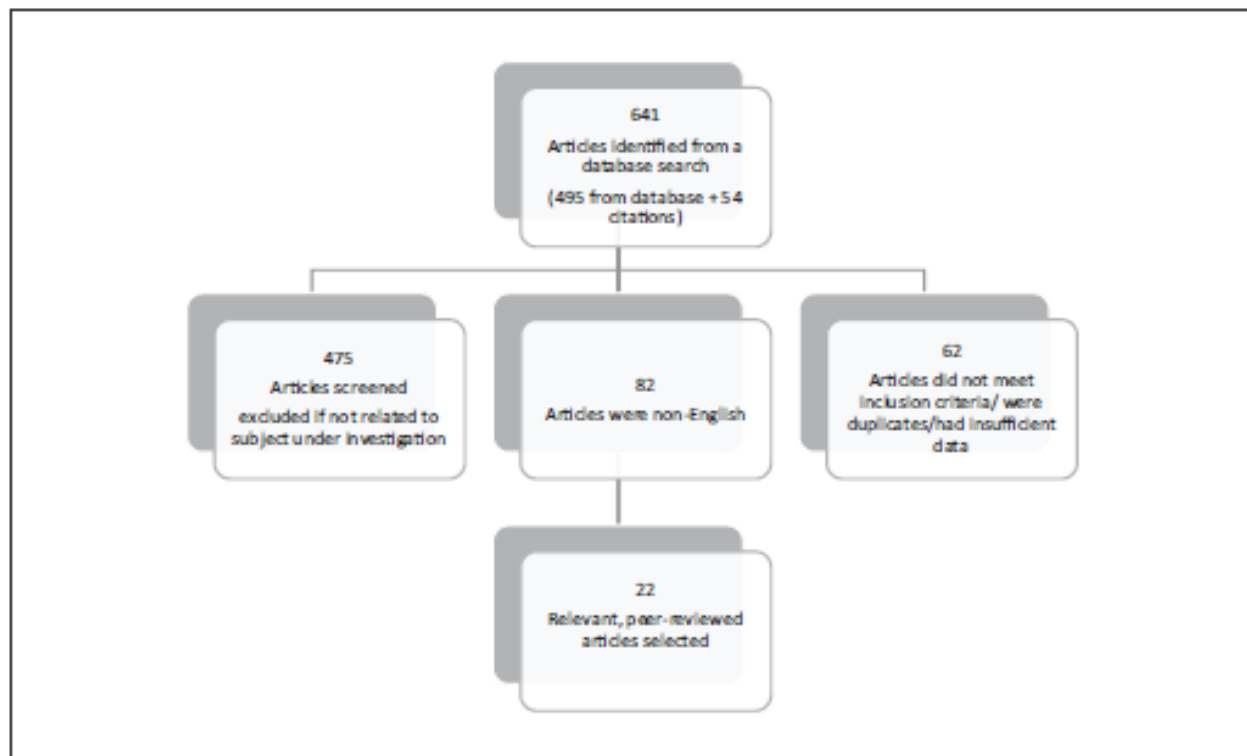 641
Articles identified from a
database search
(495 from database + 54
citations)
475
Articles screened
excluded if not related to
subject under investigation
82
Articles were non-English
62
Articles did not meet
inclusion criteria/ were
duplicates/had insufficient
data
22
Relevant, peer-reviewed
articles selected